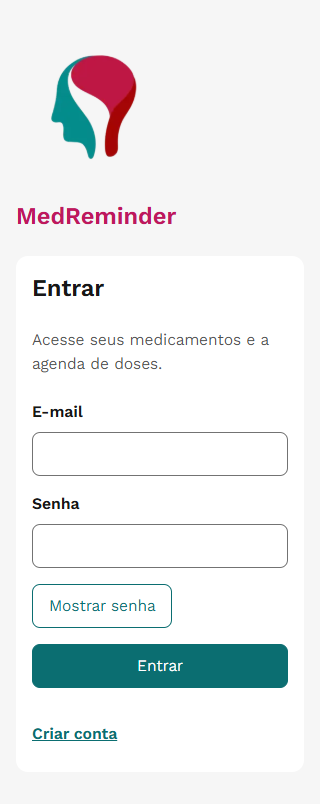 MedReminder
Entrar
Acesse seus medicamentos e a
agenda de doses.
E-mail
Senha
Mostrar senha
Entrar
Criar conta